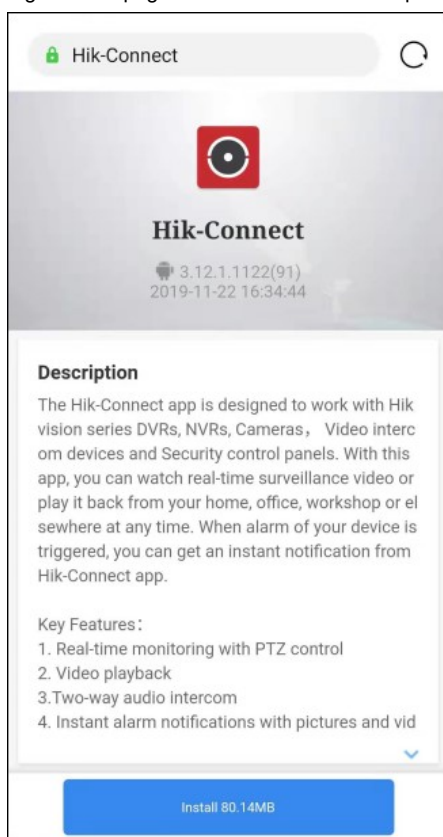 Hik-Connect
Hik-Connect
3.12.1.1122(91)
2019-11-22 16:34:44
Description
The Hik-Connect app is designed to work with Hik
vision series DVRs, NVRs, Cameras， Video interc
om devices and Security control panels. With this
app, you can watch real-time surveillance video or
play it back from your home, office, workshop or el
sewhere at any time. When alarm of your device is
triggered, you can get an instant notification from
Hik-Connect app.
Key Features：
1. Real-time monitoring with PTZ control
2. Video playback
3.Two-way audio intercom
4. Instant alarm notifications with pictures and vid
Install 80.14MB